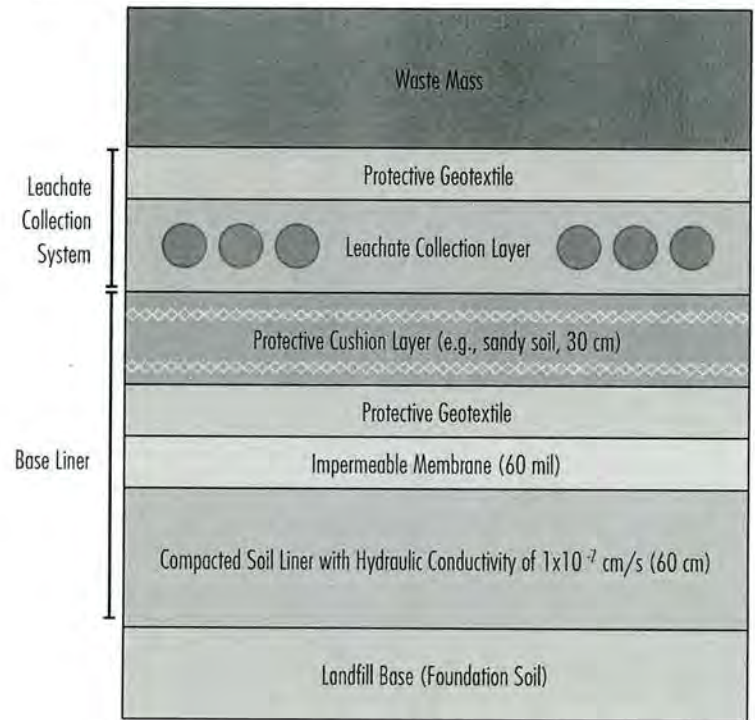 Waste Mass
Protective Geotextile
Leachate
Collection
System
Leachate Collection Layer
Protective Cushion Layer (e.g., sandy soil, 30 cm)
Protective Geotextile
Base Liner
Impermeable Membrane (60 mil)
Compacted Soil Liner with Hydraulic Conductivity of 1x10⁻⁷ cm/s (60 cm)
Landfill Base (Foundation Soil)